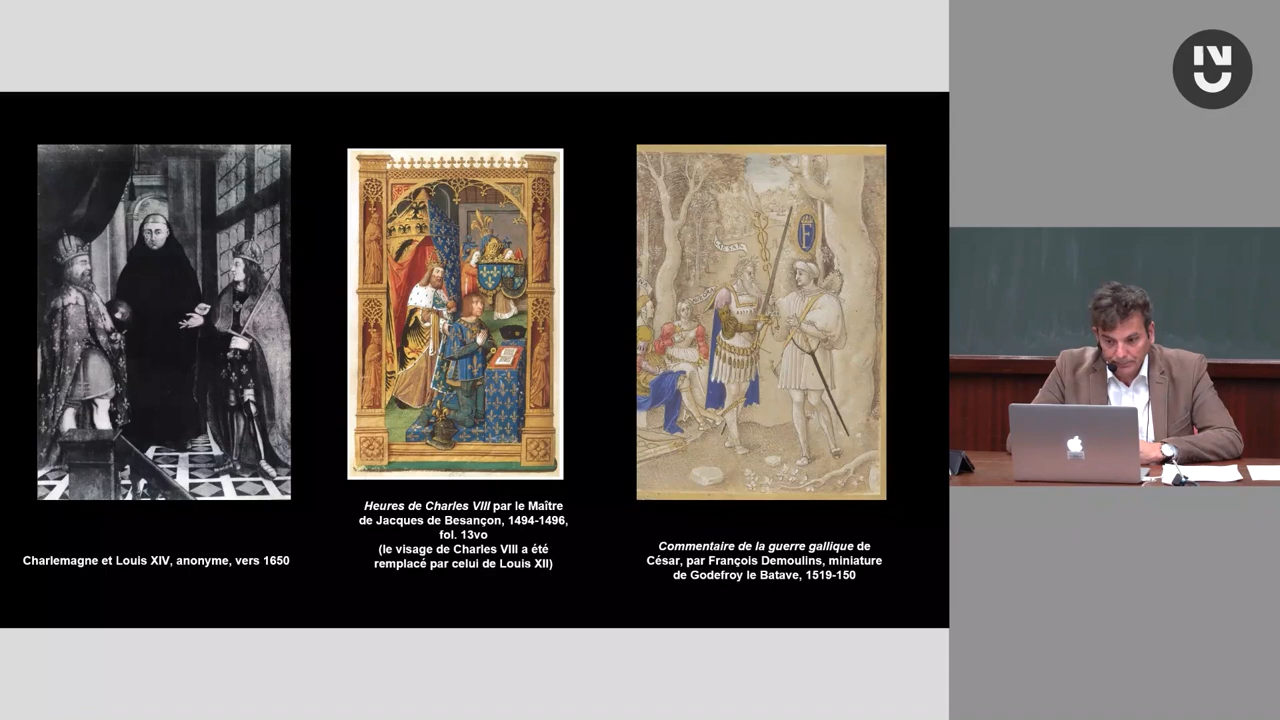 Charlemagne et Louis XIV, anonyme, vers 1650
Heures de Charles VIII par le Maître
de Jacques de Besançon, 1494-1496,
fol. 13vo
(le visage de Charles VIII a été
remplacé par celui de Louis XII)
Commentaire de la guerre gallique de
César, par François Demoulins, miniature
de Godefroy le Batave, 1519-150
F